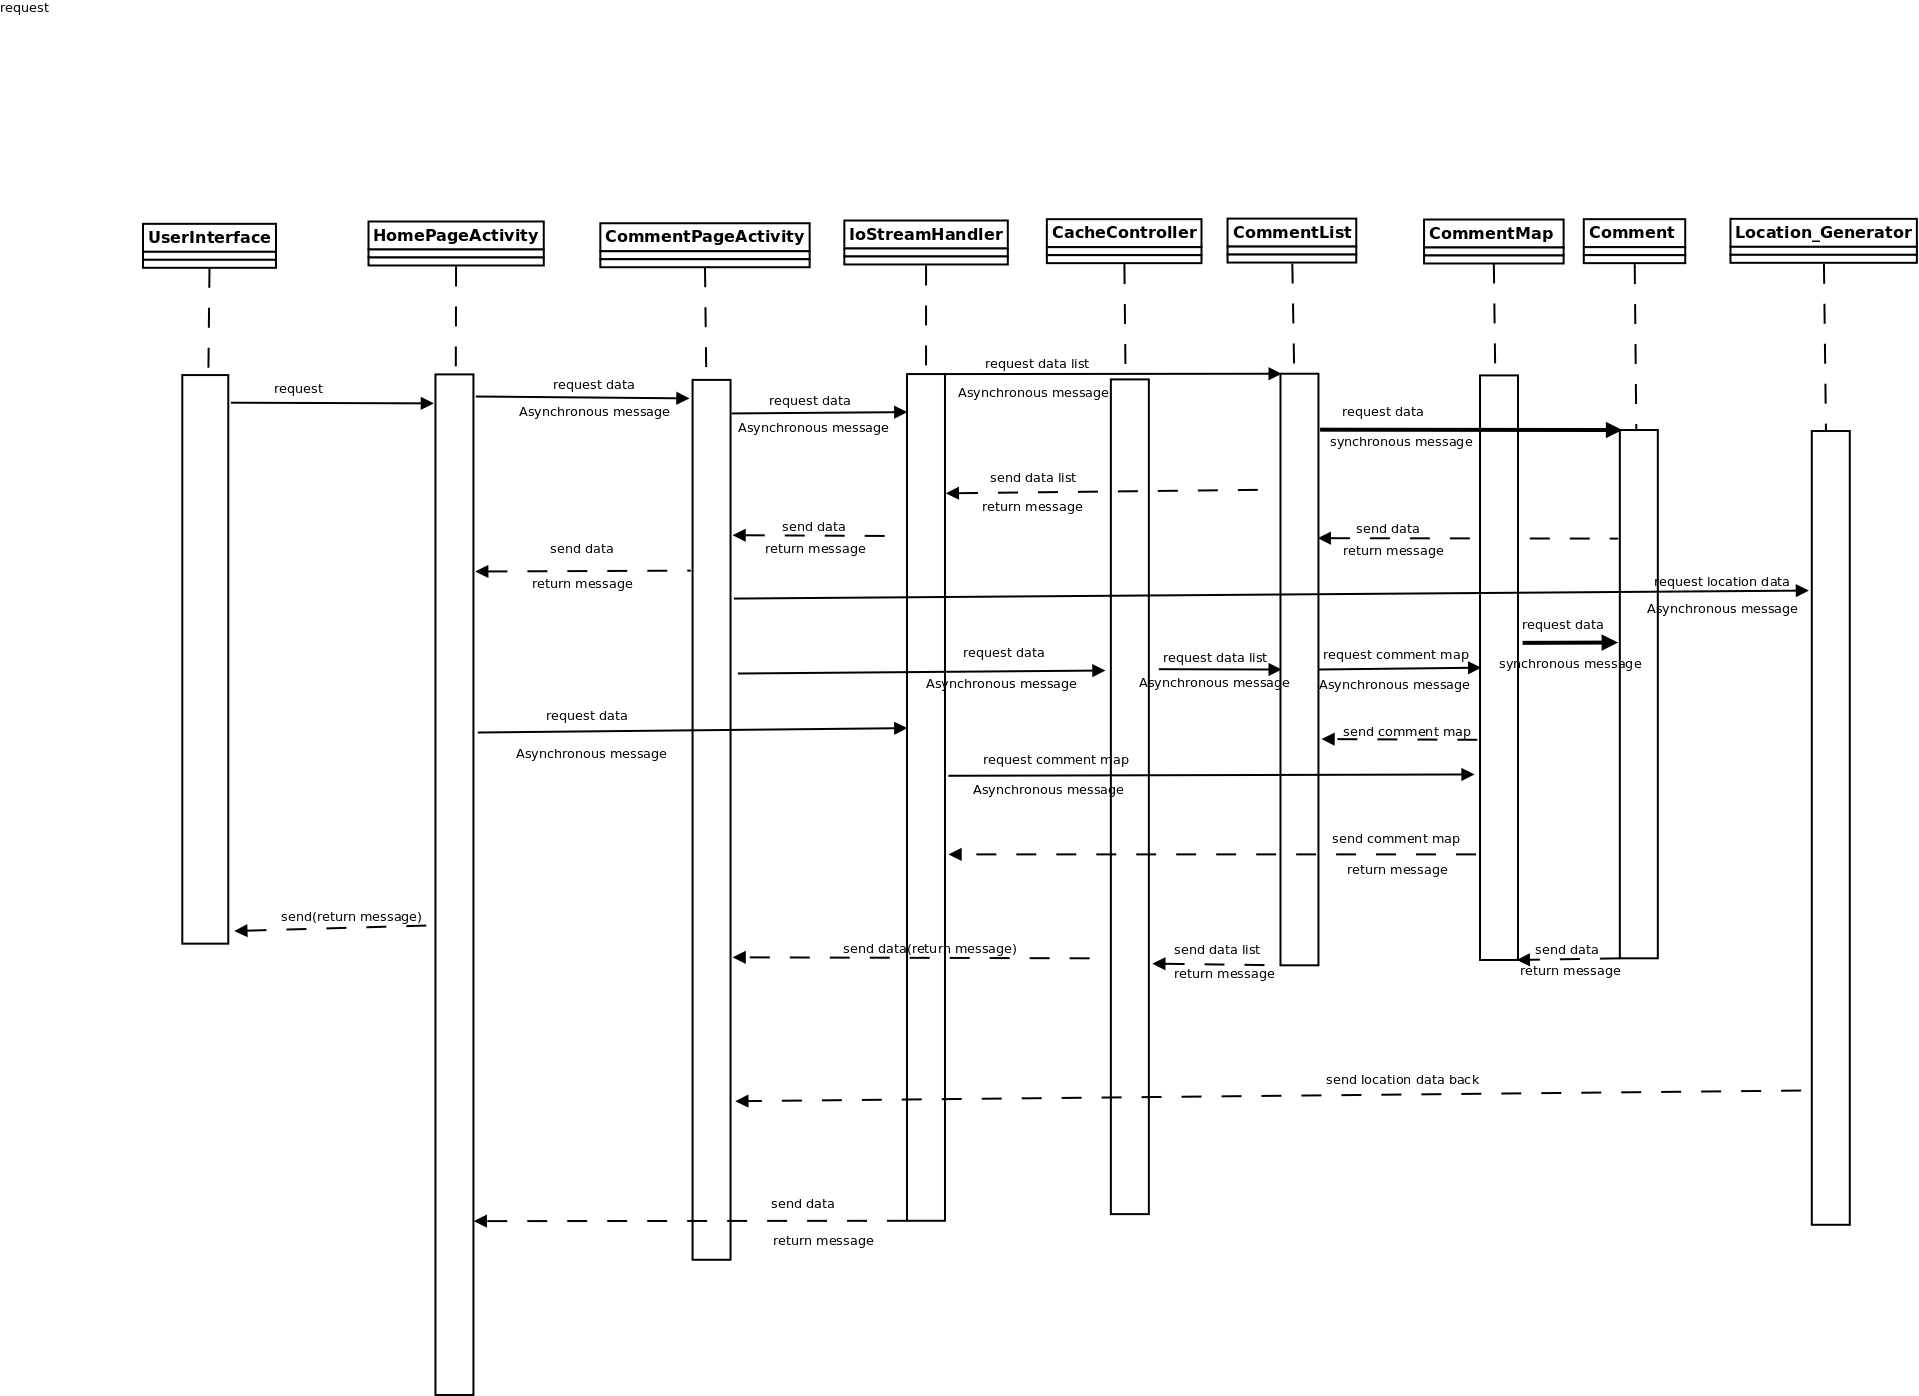 request
UserInterface
HomePageActivity
CommentPageActivity
IoStreamHandler
CacheController
CommentList
CommentMap
Comment
Location_Generator
request data list
request
request data
Asynchronous message
request data
Asynchronous message
Asynchronous message
request data
synchronous message
send data list
return message
send data
return message
send data
return message
send data
return message
request location data
Asynchronous message
request data
synchronous message
request data
Asynchronous message
request data list
Asynchronous message
request comment map
Asynchronous message
request data
Asynchronous message
send comment map
request comment map
Asynchronous message
send comment map
return message
send(return message)
send data(return message)
send data list
return message
send data
return message
send location data back
send data
return message